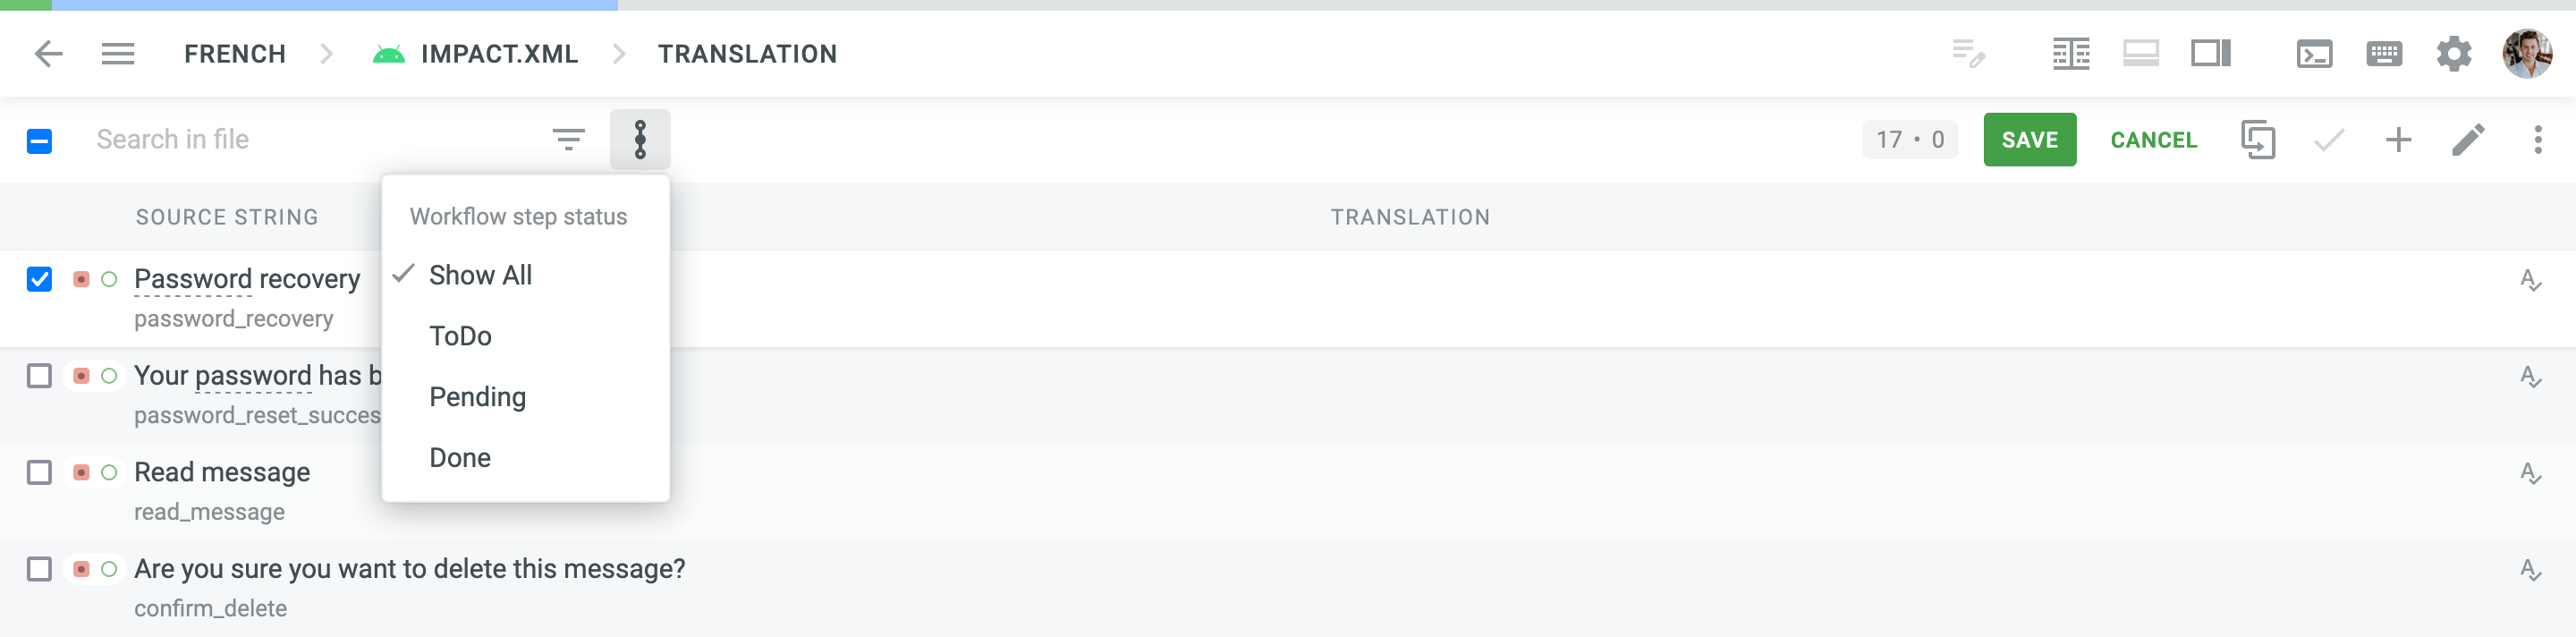 FRENCH IMPACT.XML TRANSLATION
Search in file
17 • 0 SAVE CANCEL
SOURCE STRING TRANSLATION
Workflow step status
Show All
ToDo
Pending
Done
Password recovery
password_recovery
Your password has b
password_reset_succes
Read message
read_message
Are you sure you want to delete this message?
confirm_delete